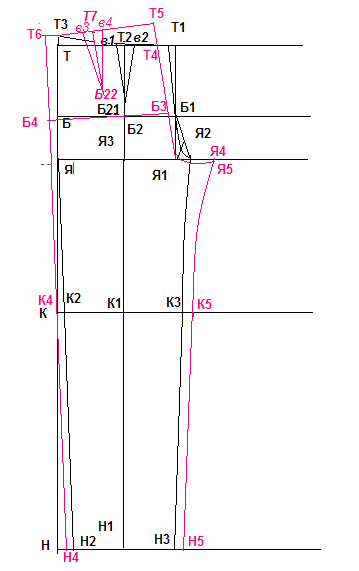 Т5
Т3 Т7 Т1
в3 в4
Т6 в1 Т2 в2
Т Т4
Б22
Б21 Б3 Б1
Б4 Б Б2
Я3 Я2
Я4
Я Я1 Я5
К4 К2 К1 К3 К5
К
Н1
Н Н2 Н3 Н5
Н4